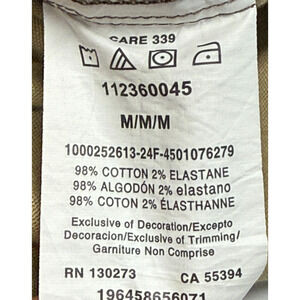 CARE 339
112360045
M/M/M
1000252613-24F-4501076279
98% COTTON 2% ELASTANE
98% ALGODÓN 2% elastano
98% COTON 2% ÉLASTHANNE
Exclusive of Decoration/Excepto
Decoracion/Exclusive of Trimming/
Garniture Non Comprise
RN 130273 CA 55394
196458656071